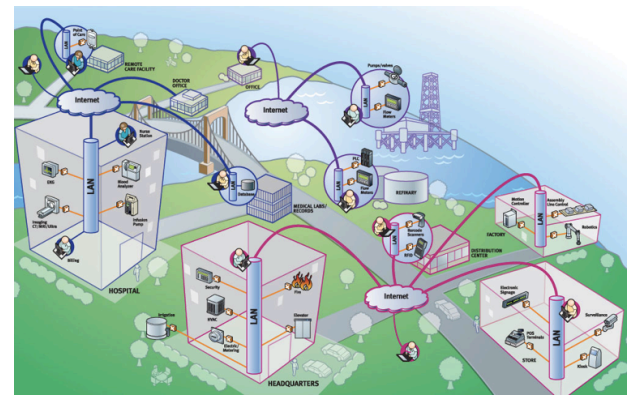 Point of Care
LAN
REMOTE
CARE FACILITY
DOCTOR
OFFICE
OFFICE
Internet
Internet
Pumps/valves
LAN
Flow
Meters
Nurse
Station
EKG
Blood
Analyzer
LAN
Imaging
CT/MRI/Ultra
Infusion
Pump
Billing
HOSPITAL
LAN
Database
MEDICAL LABS/
RECORDS
PLC
LAN
Flow
Meters
REFINERY
LAN
Barcode
Scanners
RFID
DISTRIBUTION
CENTER
Motion
Controller
Assembly
Line Control
LAN
FACTORY
Robotics
Security
Fire
HVAC
LAN
Irrigation
Elevator
Electric/
Metering
HEADQUARTERS
Internet
Electronic
Signage
Surveillance
POS
Terminals
LAN
STORE
Kiosk